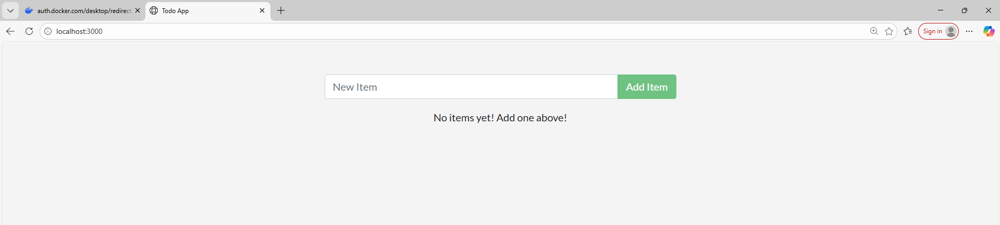 auth.docker.com/desktop/redirect
Todo App
localhost:3000
Sign in
New Item
Add Item
No items yet! Add one above!